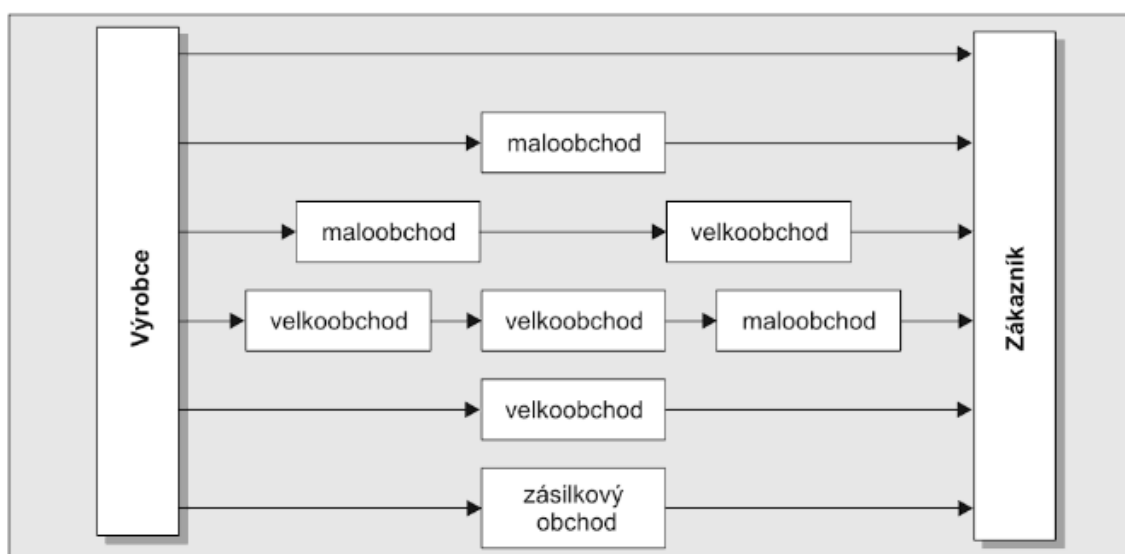 Výrobce
maloobchod
maloobchod
velkoobchod
velkoobchod
velkoobchod
maloobchod
velkoobchod
zásilkový
obchod
Zákazník